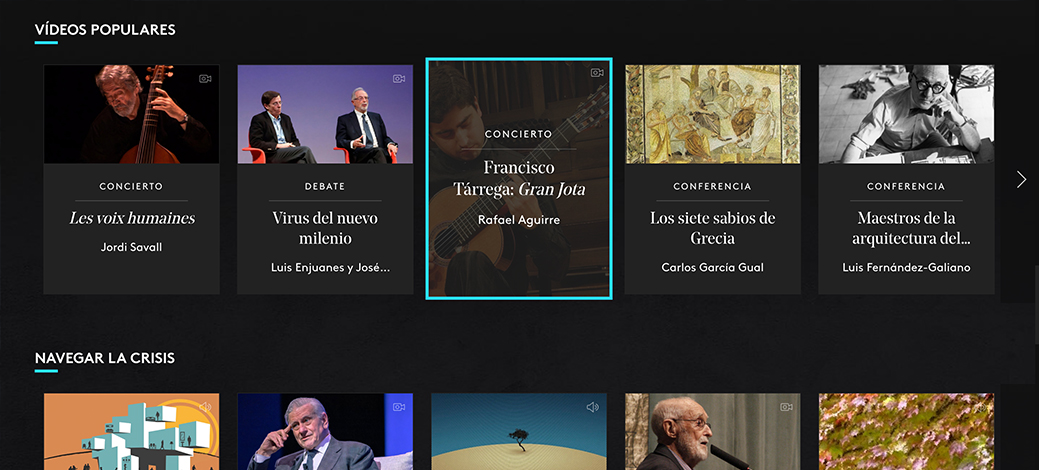 VÍDEOS POPULARES
CONCIERTO
Les voix humaines
Jordi Savall
DEBATE
Virus del nuevo
milenio
Luis Enjuanes y José...
CONCIERTO
Francisco
Tárrega: Gran Jota
Rafael Aguirre
CONFERENCIA
Los siete sabios de
Grecia
Carlos García Gual
CONFERENCIA
Maestros de la
arquitectura del...
Luis Fernández-Galiano
NAVEGAR LA CRISIS